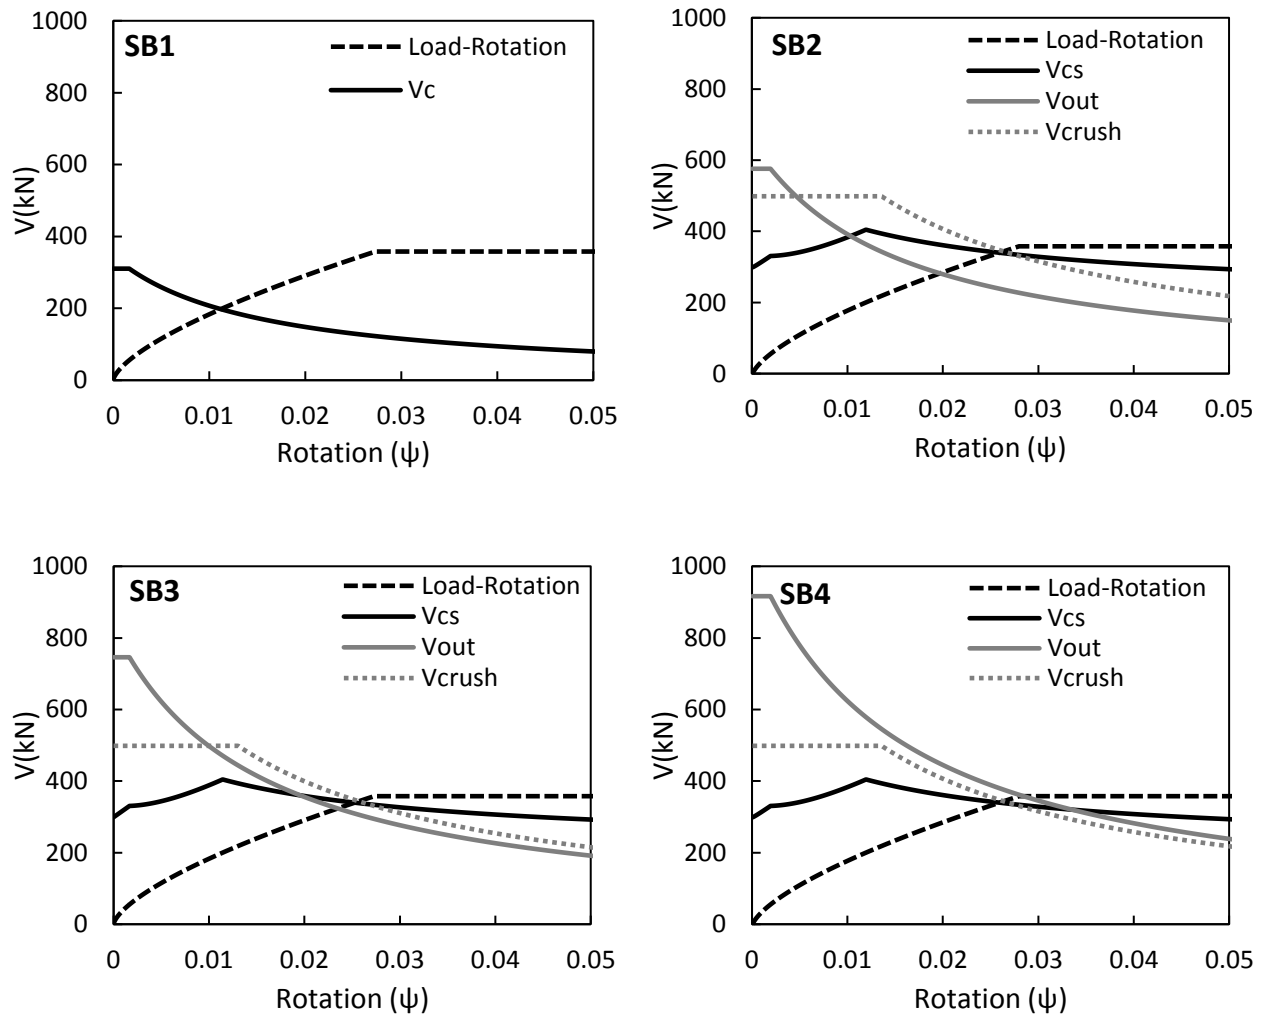 SB1
Load-Rotation
Vc
V(kN)
1000
800
600
400
200
0
0 0.01 0.02 0.03 0.04 0.05
Rotation (ψ)
SB2
Load-Rotation
Vcs
Vout
Vcrush
V(kN)
1000
800
600
400
200
0
0 0.01 0.02 0.03 0.04 0.05
Rotation (ψ)
SB3
Load-Rotation
Vcs
Vout
Vcrush
V(kN)
1000
800
600
400
200
0
0 0.01 0.02 0.03 0.04 0.05
Rotation (ψ)
SB4
Load-Rotation
Vcs
Vout
Vcrush
V(kN)
1000
800
600
400
200
0
0 0.01 0.02 0.03 0.04 0.05
Rotation (ψ)